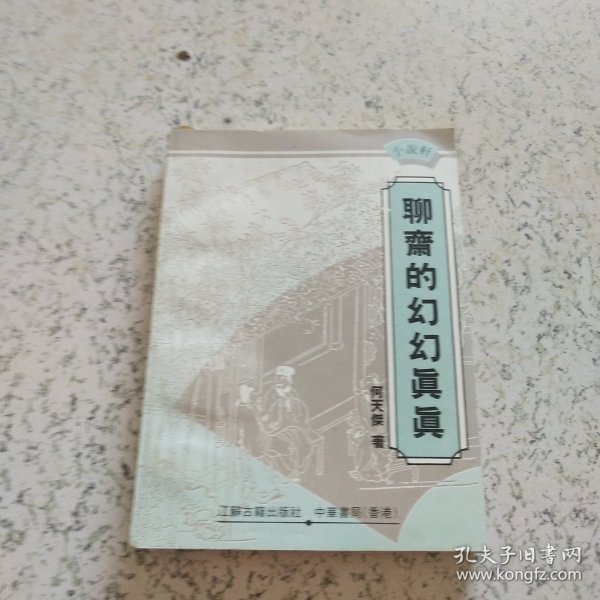 小說軒
聊齋的幻幻眞眞
何天傑 著
江蘇古籍出版社 中華書局(香港)
孔夫子旧书网
www.kongfz.com